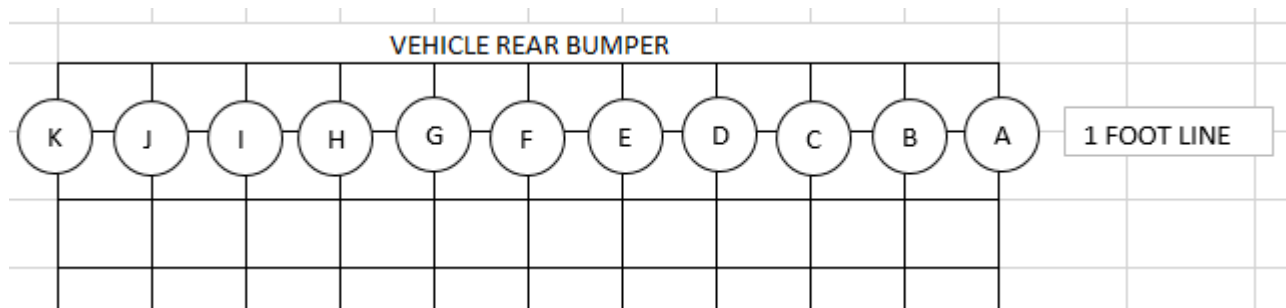 VEHICLE REAR BUMPER
K J I H G F E D C B A 1 FOOT LINE